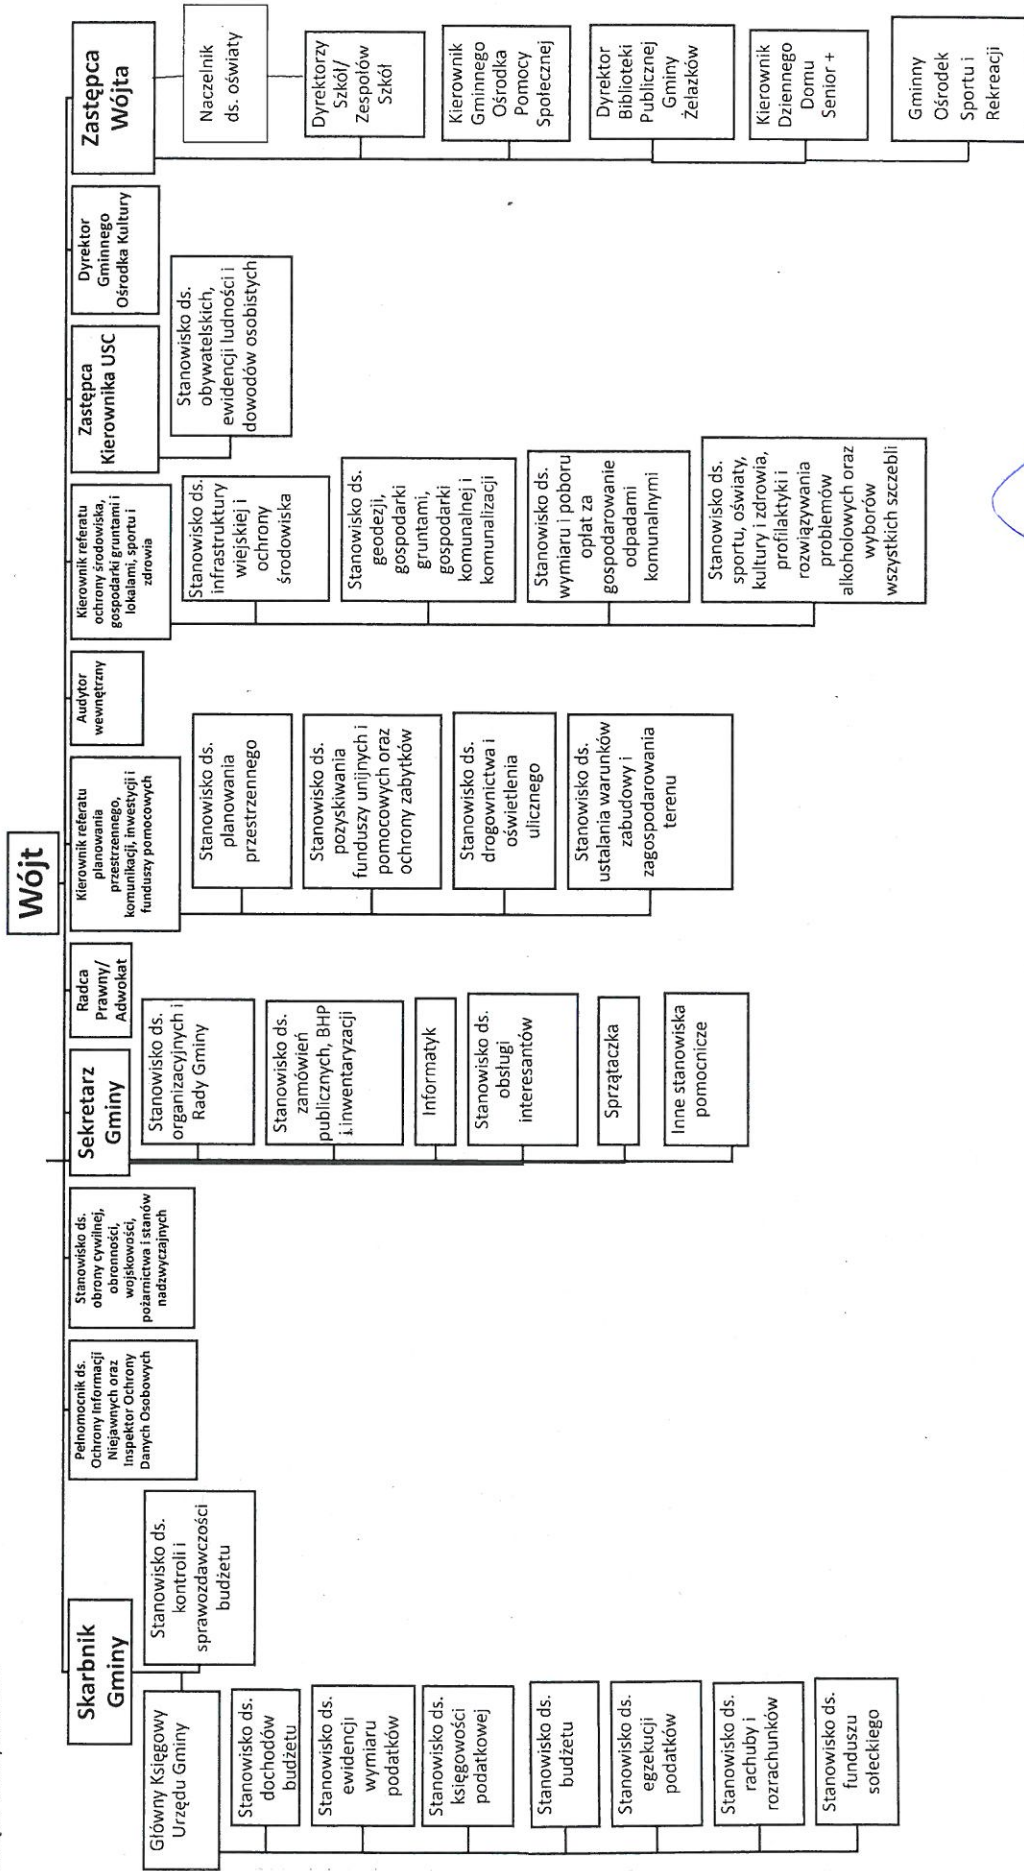 Wójt
Skarbnik
Gminy
Główny Księgowy
Urzędu Gminy
Stanowisko ds.
dochodów
budżetu
Stanowisko ds.
ewidencji
wymiaru
podatków
Stanowisko ds.
księgowości
podatkowej
Stanowisko ds.
budżetu
Stanowisko ds.
egzekucji
podatków
Stanowisko ds.
rachuby i
rozrachunków
Stanowisko ds.
funduszu
sołeckiego
Stanowisko ds.
kontroli i
sprawozdawczości
budżetu
Pełnomocnik ds.
Ochrony Informacji
Niejawnych oraz
Inspektor Ochrony
Danych Osobowych
Stanowisko ds.
obrony cywilnej,
obronności,
wojskowości,
pożarnictwa i stanów
nadzwyczajnych
Sekretarz
Gminy
Stanowisko ds.
organizacyjnych i
Rady Gminy
Stanowisko ds.
zamówień
publicznych, BHP
i inwentaryzacji
Informatyk
Stanowisko ds.
obsługi
interesantów
Sprzątaczka
Inne stanowiska
pomocnicze
Radca
Prawny/
Adwokat
Kierownik referatu
planowania
przestrzennego,
komunikacji, inwestycji i
funduszy pomocowych
Stanowisko ds.
planowania
przestrzennego
Stanowisko ds.
pozyskiwania
funduszy unijnych i
pomocowych oraz
ochrony zabytków
Stanowisko ds.
drogownictwa i
oświetlenia
ulicznego
Stanowisko ds.
ustalania warunków
zabudowy i
zagospodarowania
terenu
Audytor
wewnętrzny
Kierownik referatu
ochrony środowiska,
gospodarki gruntami i
lokalami, sportu i
zdrowia
Stanowisko ds.
infrastruktury
wiejskiej i
ochrony
środowiska
Stanowisko ds.
geodezji,
gospodarki
gruntami,
gospodarki
komunalnej i
komunalizacji
Stanowisko ds.
wymiaru i poboru
opłat za
gospodarowanie
odpadami
komunalnymi
Stanowisko ds.
sportu, oświaty,
kultury i zdrowia,
profilaktyki i
rozwiązywania
problemów
alkoholowych oraz
wyborów
wszystkich szczebli
Zastępca
Kierownika USC
Stanowisko ds.
obywatelskich,
ewidencji ludności i
dowodów osobistych
Dyrektor
Gminnego
Ośrodka Kultury
Zastępca
Wójta
Naczelnik
ds. oświaty
Dyrektorzy
Szkół/
Zespołów
Szkół
Kierownik
Gminnego
Ośrodka
Pomocy
Społecznej
Dyrektor
Biblioteki
Publicznej
Gminy
Żelazków
Kierownik
Dziennego
Domu
Senior +
Gminny
Ośrodek
Sportu i
Rekreacji